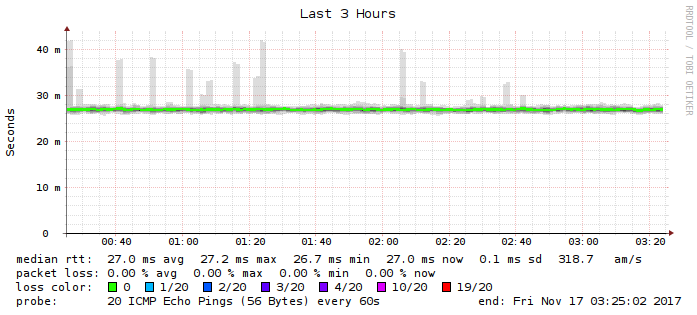 Last 3 Hours
RRDTOOL / TOBI OETIKER
Seconds
40 m
30 m
20 m
10 m
0
00:40 01:00 01:20 01:40 02:00 02:20 02:40 03:00 03:20
median rtt: 27.0 ms avg 27.2 ms max 26.7 ms min 27.0 ms now 0.1 ms sd 318.7 am/s
packet loss: 0.00 % avg 0.00 % max 0.00 % min 0.00 % now
loss color: 0 1/20 2/20 3/20 4/20 10/20 19/20
probe: 20 ICMP Echo Pings (56 Bytes) every 60s end: Fri Nov 17 03:25:02 2017